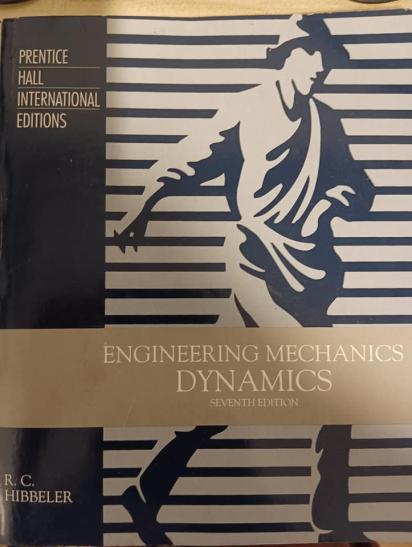 PRENTICE
HALL
INTERNATIONAL
EDITIONS
ENGINEERING MECHANICS
DYNAMICS
SEVENTH EDITION
R. C.
HIBBELER